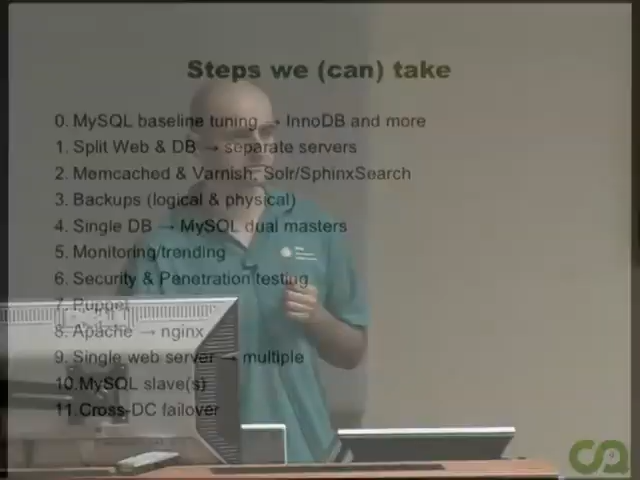 Steps we (can) take
0. MySQL baseline tuning → InnoDB and more
1. Split Web & DB → separate servers
2. Memcached & Varnish, Solr/SphinxSearch
3. Backups (logical & physical)
4. Single DB → MySQL dual masters
5. Monitoring/trending
6. Security & Penetration testing
7. Puppet
8. Apache → nginx
9. Single web server → multiple
10.MySQL slave(s)
11.Cross-DC failover
ca